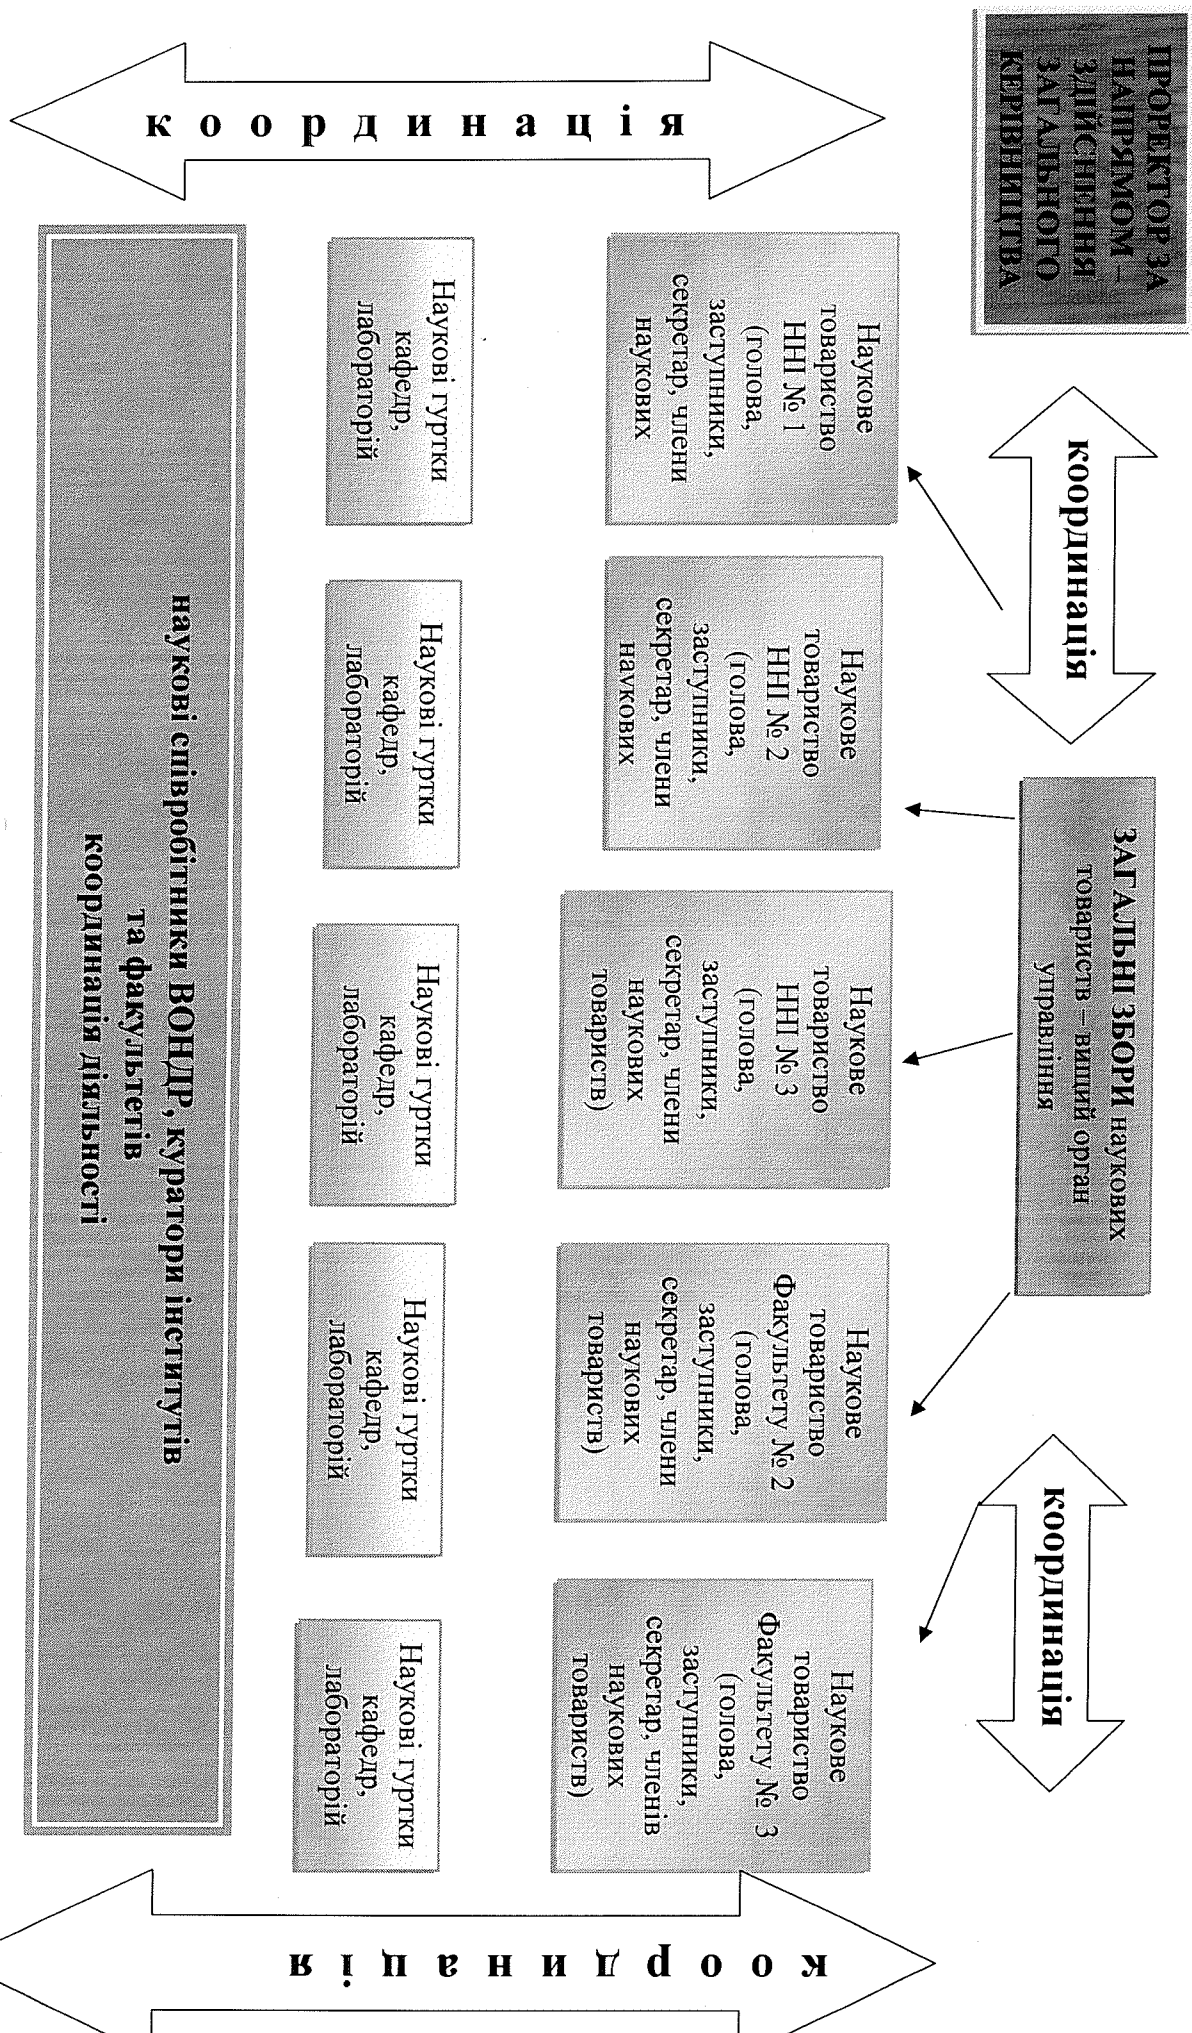 ПРОРЕКТОР ЗА
НАПРЯМОМ –
ЗДІЙСНЕННЯ
ЗАГАЛЬНОГО
КЕРІВНИЦТВА
координація
ЗАГАЛЬНІ ЗБОРИ наукових
товариств – вищий орган
управління
координація
координація
Наукове
товариство
ННІ № 1
(голова,
заступники,
секретар, члени
наукових
Наукове
товариство
ННІ № 2
(голова,
заступники,
секретар, члени
наукових
Наукове
товариство
ННІ № 3
(голова,
заступники,
секретар, члени
наукових
товариств)
Наукове
товариство
Факультету № 2
(голова,
заступники,
секретар, члени
наукових
товариств)
Наукове
товариство
Факультету № 3
(голова,
заступники,
секретар, членів
наукових
товариств)
координація
Наукові гуртки
кафедр,
лабораторій
Наукові гуртки
кафедр,
лабораторій
Наукові гуртки
кафедр,
лабораторій
Наукові гуртки
кафедр,
лабораторій
Наукові гуртки
кафедр,
лабораторій
наукові співробітники ВОНДР, куратори інститутів
та факультетів
координація діяльності